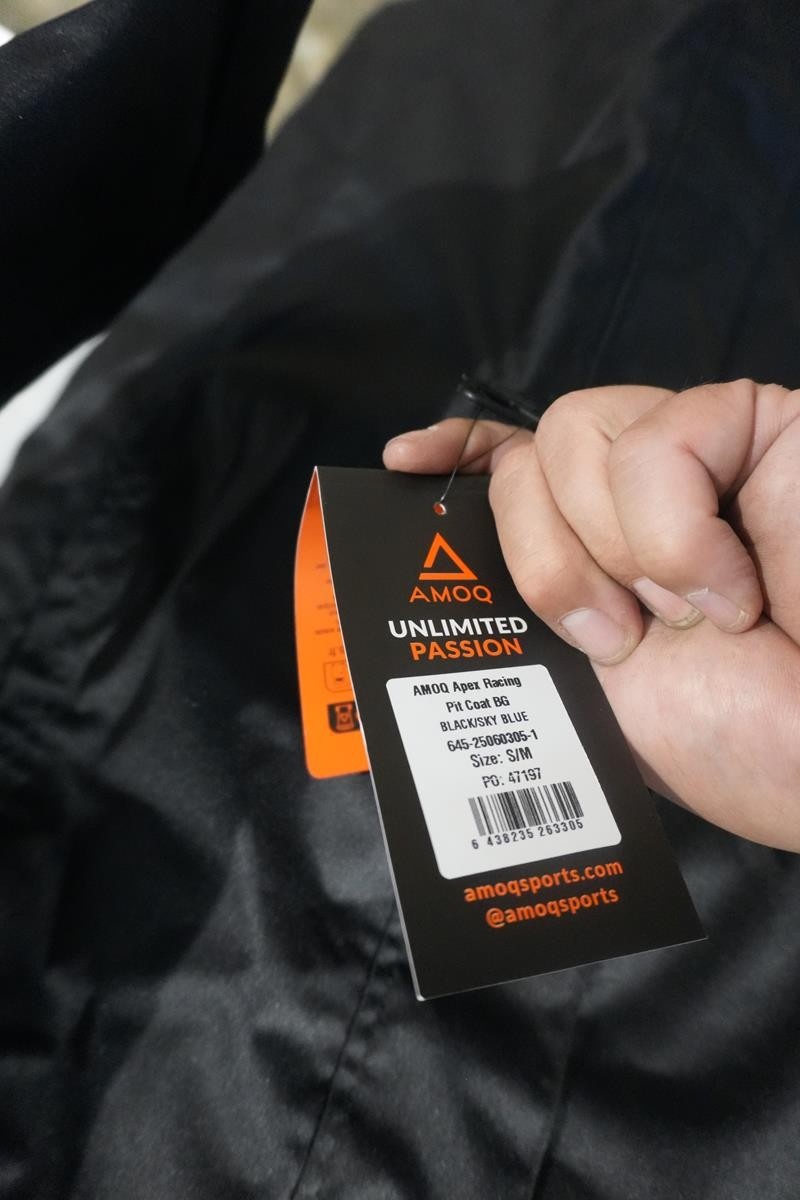 AMOQ
UNLIMITED
PASSION
AMOQ Apex Racing
Pit Coat BG
BLACK/SKY BLUE
645-25060305-1
Size: S/M
PO: 47197
6 438235 263305
amoqsports.com
@amoqsports